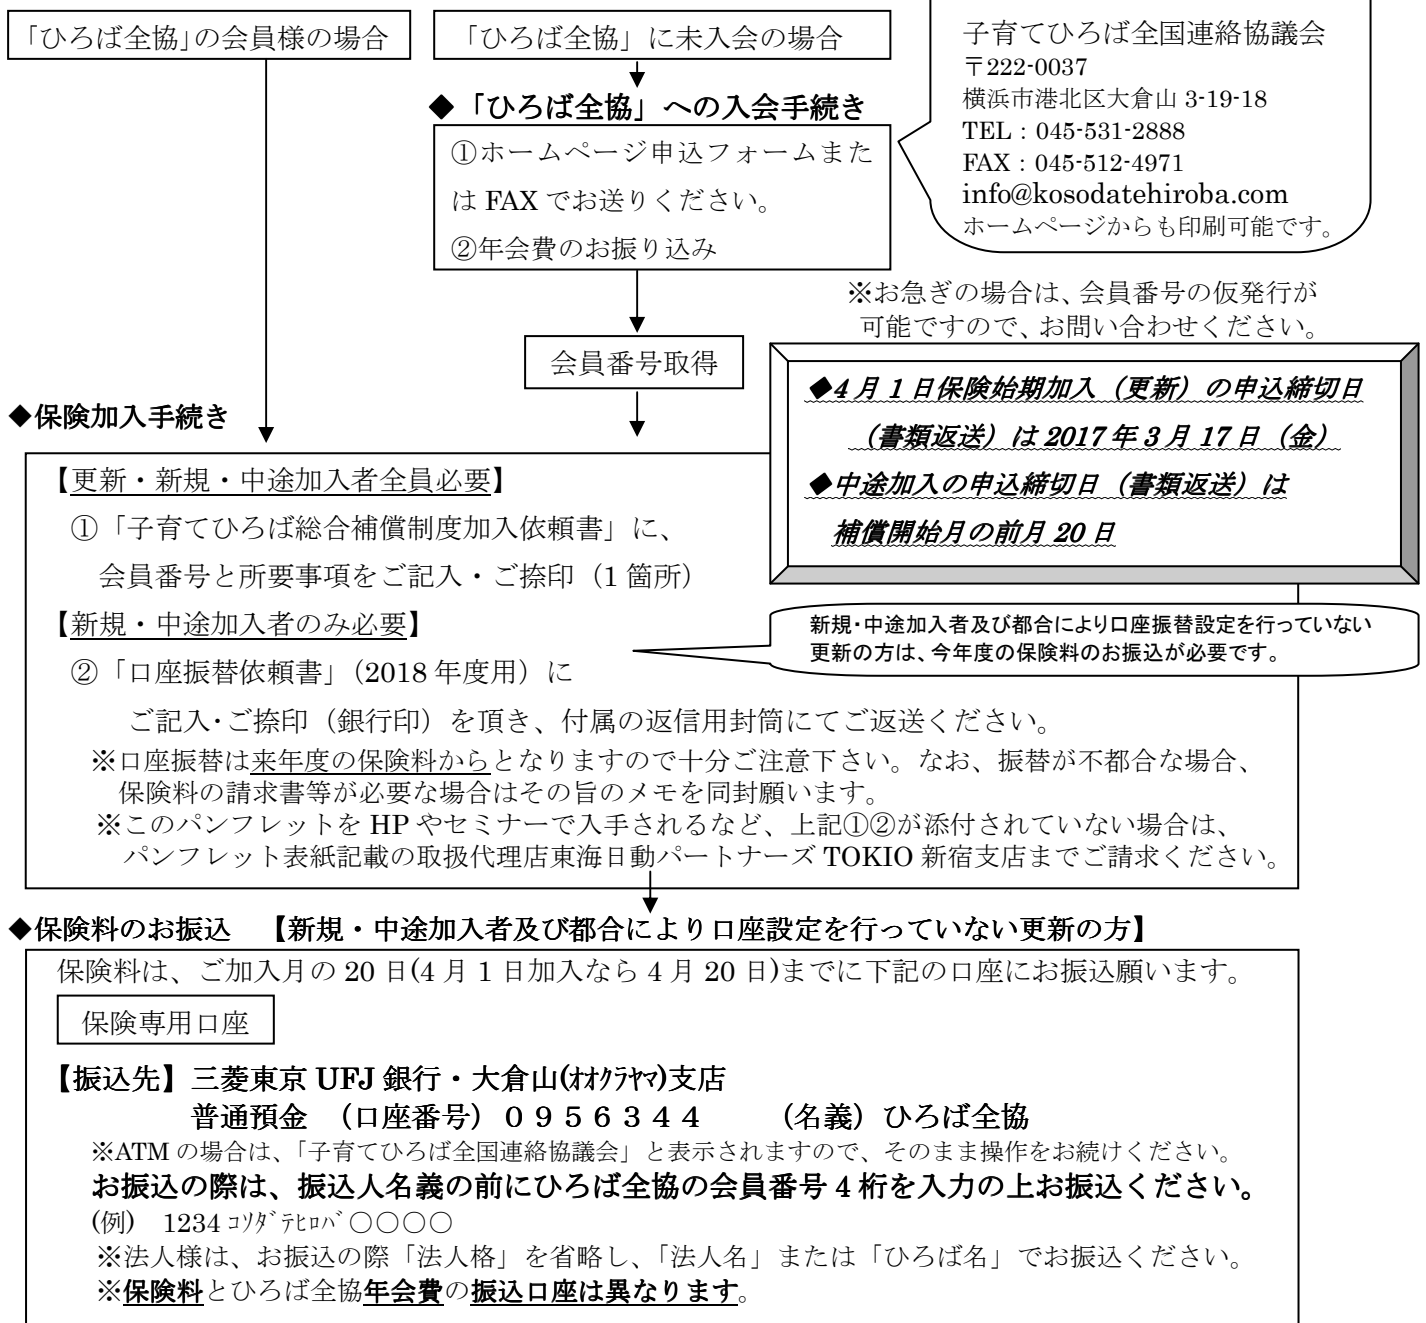 「ひろば全協」の会員様の場合
「ひろば全協」に未入会の場合
◆「ひろば全協」への入会手続き
①ホームページ申込フォームまた
は FAX でお送りください。
②年会費のお振り込み
子育てひろば全国連絡協議会
〒222-0037
横浜市港北区大倉山 3-19-18
TEL：045-531-2888
FAX：045-512-4971
info@kosodatehiroba.com
ホームページからも印刷可能です。
※お急ぎの場合は、会員番号の仮発行が
可能ですので、お問い合わせください。
会員番号取得
◆4 月 1 日保険始期加入（更新）の申込締切日
（書類返送）は 2017 年 3 月 17 日（金）
◆中途加入の申込締切日（書類返送）は
補償開始月の前月 20 日
◆保険加入手続き
【更新・新規・中途加入者全員必要】
①「子育てひろば総合補償制度加入依頼書」に、
会員番号と所要事項をご記入・ご捺印（1 箇所）
【新規・中途加入者のみ必要】
新規・中途加入者及び都合により口座振替設定を行っていない
更新の方は、今年度の保険料のお振込が必要です。
②「口座振替依頼書」（2018 年度用）に
ご記入・ご捺印（銀行印）を頂き、付属の返信用封筒にてご返送ください。
※口座振替は来年度の保険料からとなりますので十分ご注意下さい。なお、振替が不都合な場合、
保険料の請求書等が必要な場合はその旨のメモを同封願います。
※このパンフレットを HP やセミナーで入手されるなど、上記①②が添付されていない場合は、
パンフレット表紙記載の取扱代理店東海日動パートナーズ TOKIO 新宿支店までご請求ください。
◆保険料のお振込　【新規・中途加入者及び都合により口座設定を行っていない更新の方】
保険料は、ご加入月の 20 日(4 月 1 日加入なら 4 月 20 日)までに下記の口座にお振込願います。
保険専用口座
【振込先】三菱東京 UFJ 銀行・大倉山(ｵｵｸﾗﾔﾏ)支店
普通預金　（口座番号）０９５６３４４　　（名義）ひろば全協
※ATM の場合は、「子育てひろば全国連絡協議会」と表示されますので、そのまま操作をお続けください。
お振込の際は、振込人名義の前にひろば全協の会員番号 4 桁を入力の上お振込ください。
(例)　1234 ｺｿﾀﾞﾃﾋﾛﾊﾞ〇〇〇〇
※法人様は、お振込の際「法人格」を省略し、「法人名」または「ひろば名」でお振込ください。
※保険料とひろば全協年会費の振込口座は異なります。